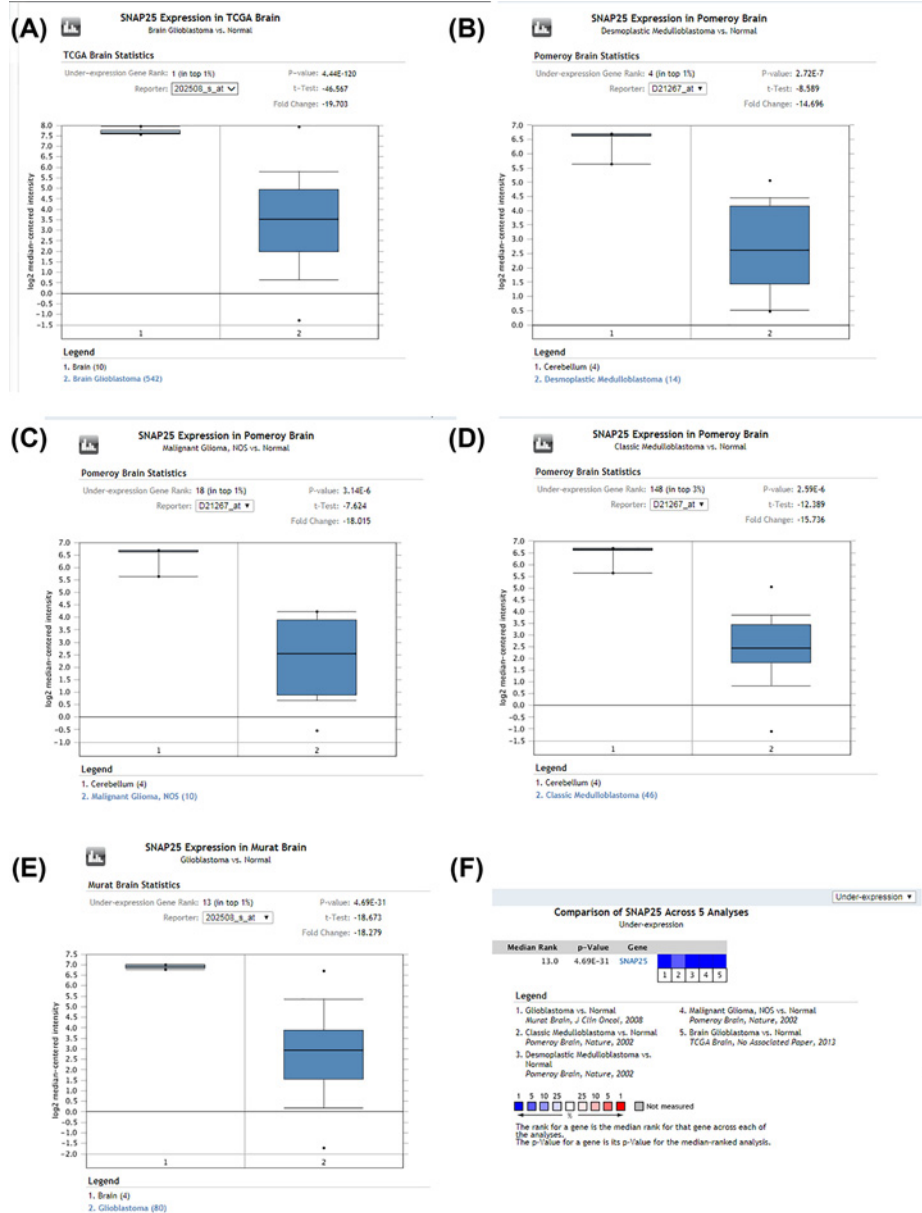 (A)
SNAP25 Expression in TCGA Brain
Brain Glioblastoma vs. Normal
TCGA Brain Statistics
Under-expression Gene Rank: 1 (in top 1%)
P-value: 4.44E-120
Reporter: 202508_s_at
t-Test: -46.567
Fold Change: -19.703
log2 median-centered intensity
8.0
7.5
7.0
6.5
6.0
5.5
5.0
4.5
4.0
3.5
3.0
2.5
2.0
1.5
1.0
0.5
0.0
-0.5
-1.0
-1.5
1 2
Legend
1. Brain (10)
2. Brain Glioblastoma (542)
(B)
SNAP25 Expression in Pomeroy Brain
Desmoplastic Medulloblastoma vs. Normal
Pomeroy Brain Statistics
Under-expression Gene Rank: 4 (in top 1%)
P-value: 2.72E-7
Reporter: D21267_at
t-Test: -8.589
Fold Change: -14.696
log2 median-centered intensity
7.0
6.5
6.0
5.5
5.0
4.5
4.0
3.5
3.0
2.5
2.0
1.5
1.0
0.5
0.0
1 2
Legend
1. Cerebellum (4)
2. Desmoplastic Medulloblastoma (14)
(C)
SNAP25 Expression in Pomeroy Brain
Malignant Glioma, NOS vs. Normal
Pomeroy Brain Statistics
Under-expression Gene Rank: 18 (in top 1%)
P-value: 3.14E-6
Reporter: D21267_at
t-Test: -7.624
Fold Change: -18.015
log2 median-centered intensity
7.0
6.5
6.0
5.5
5.0
4.5
4.0
3.5
3.0
2.5
2.0
1.5
1.0
0.5
0.0
-0.5
-1.0
1 2
Legend
1. Cerebellum (4)
2. Malignant Glioma, NOS (10)
(D)
SNAP25 Expression in Pomeroy Brain
Classic Medulloblastoma vs. Normal
Pomeroy Brain Statistics
Under-expression Gene Rank: 148 (in top 3%)
P-value: 2.59E-6
Reporter: D21267_at
t-Test: -12.389
Fold Change: -15.736
log2 median-centered intensity
7.0
6.5
6.0
5.5
5.0
4.5
4.0
3.5
3.0
2.5
2.0
1.5
1.0
0.5
0.0
-0.5
-1.0
-1.5
1 2
Legend
1. Cerebellum (4)
2. Classic Medulloblastoma (46)
(E)
SNAP25 Expression in Murat Brain
Glioblastoma vs. Normal
Murat Brain Statistics
Under-expression Gene Rank: 13 (in top 1%)
P-value: 4.69E-31
Reporter: 202508_s_at
t-Test: -18.673
Fold Change: -18.279
log2 median-centered intensity
7.5
7.0
6.5
6.0
5.5
5.0
4.5
4.0
3.5
3.0
2.5
2.0
1.5
1.0
0.5
0.0
-0.5
-1.0
-1.5
-2.0
1 2
Legend
1. Brain (4)
2. Glioblastoma (80)
(F)
Under-expression
Comparison of SNAP25 Across 5 Analyses
Under-expression
Median Rank p-Value Gene
13.0 4.69E-31 SNAP25
1 2 3 4 5
Legend
1. Glioblastoma vs. Normal
Murat Brain, J Clin Oncol, 2008
2. Classic Medulloblastoma vs. Normal
Pomeroy Brain, Nature, 2002
3. Desmoplastic Medulloblastoma vs.
Normal
Pomeroy Brain, Nature, 2002
4. Malignant Glioma, NOS vs. Normal
Pomeroy Brain, Nature, 2002
5. Brain Glioblastoma vs. Normal
TCGA Brain, No Associated Paper, 2013
1 5 10 25 25 10 5 1
%
Not measured
The rank for a gene is the median rank for that gene across each of
the analyses.
The p-Value for a gene is its p-Value for the median-ranked analysis.